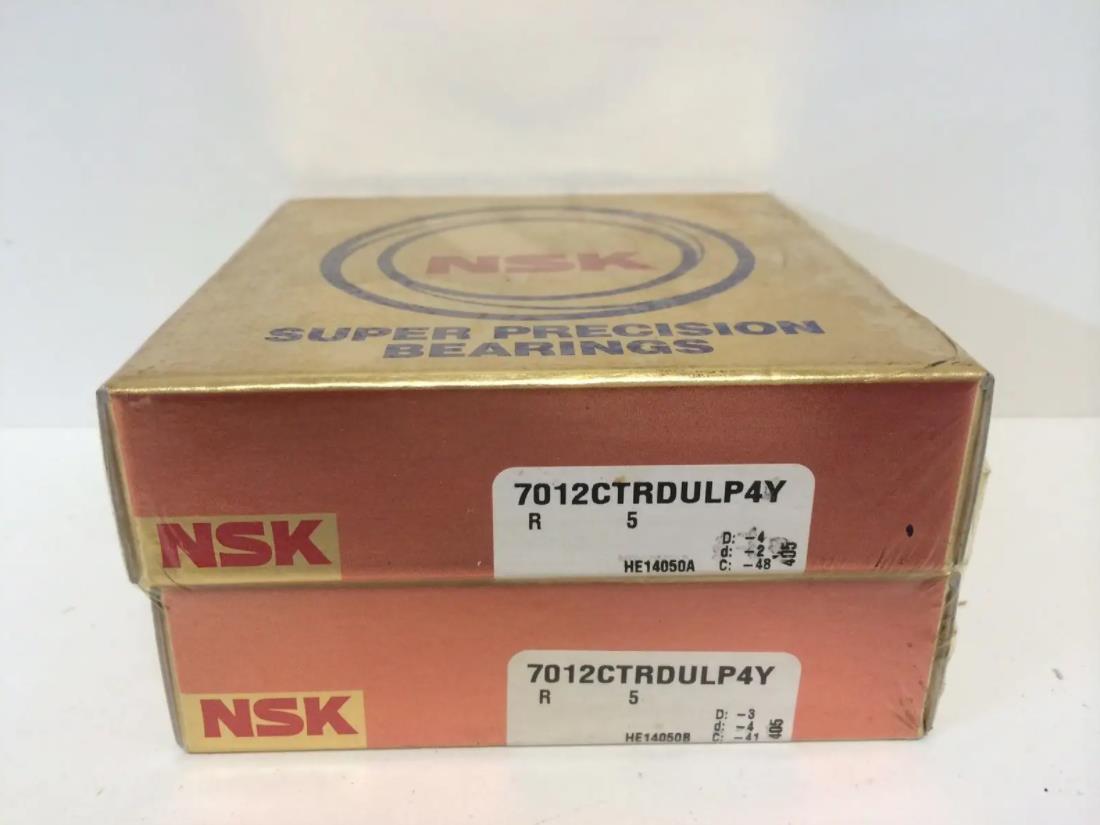 NSK
SUPER PRECISION
BEARINGS
7012CTRDULP4Y
R 5
D: -4
d: -2
HE14050A C: -48
405
NSK
7012CTRDULP4Y
R 5
D: -3
d: -4
HE14050B C: -41
405
NSK